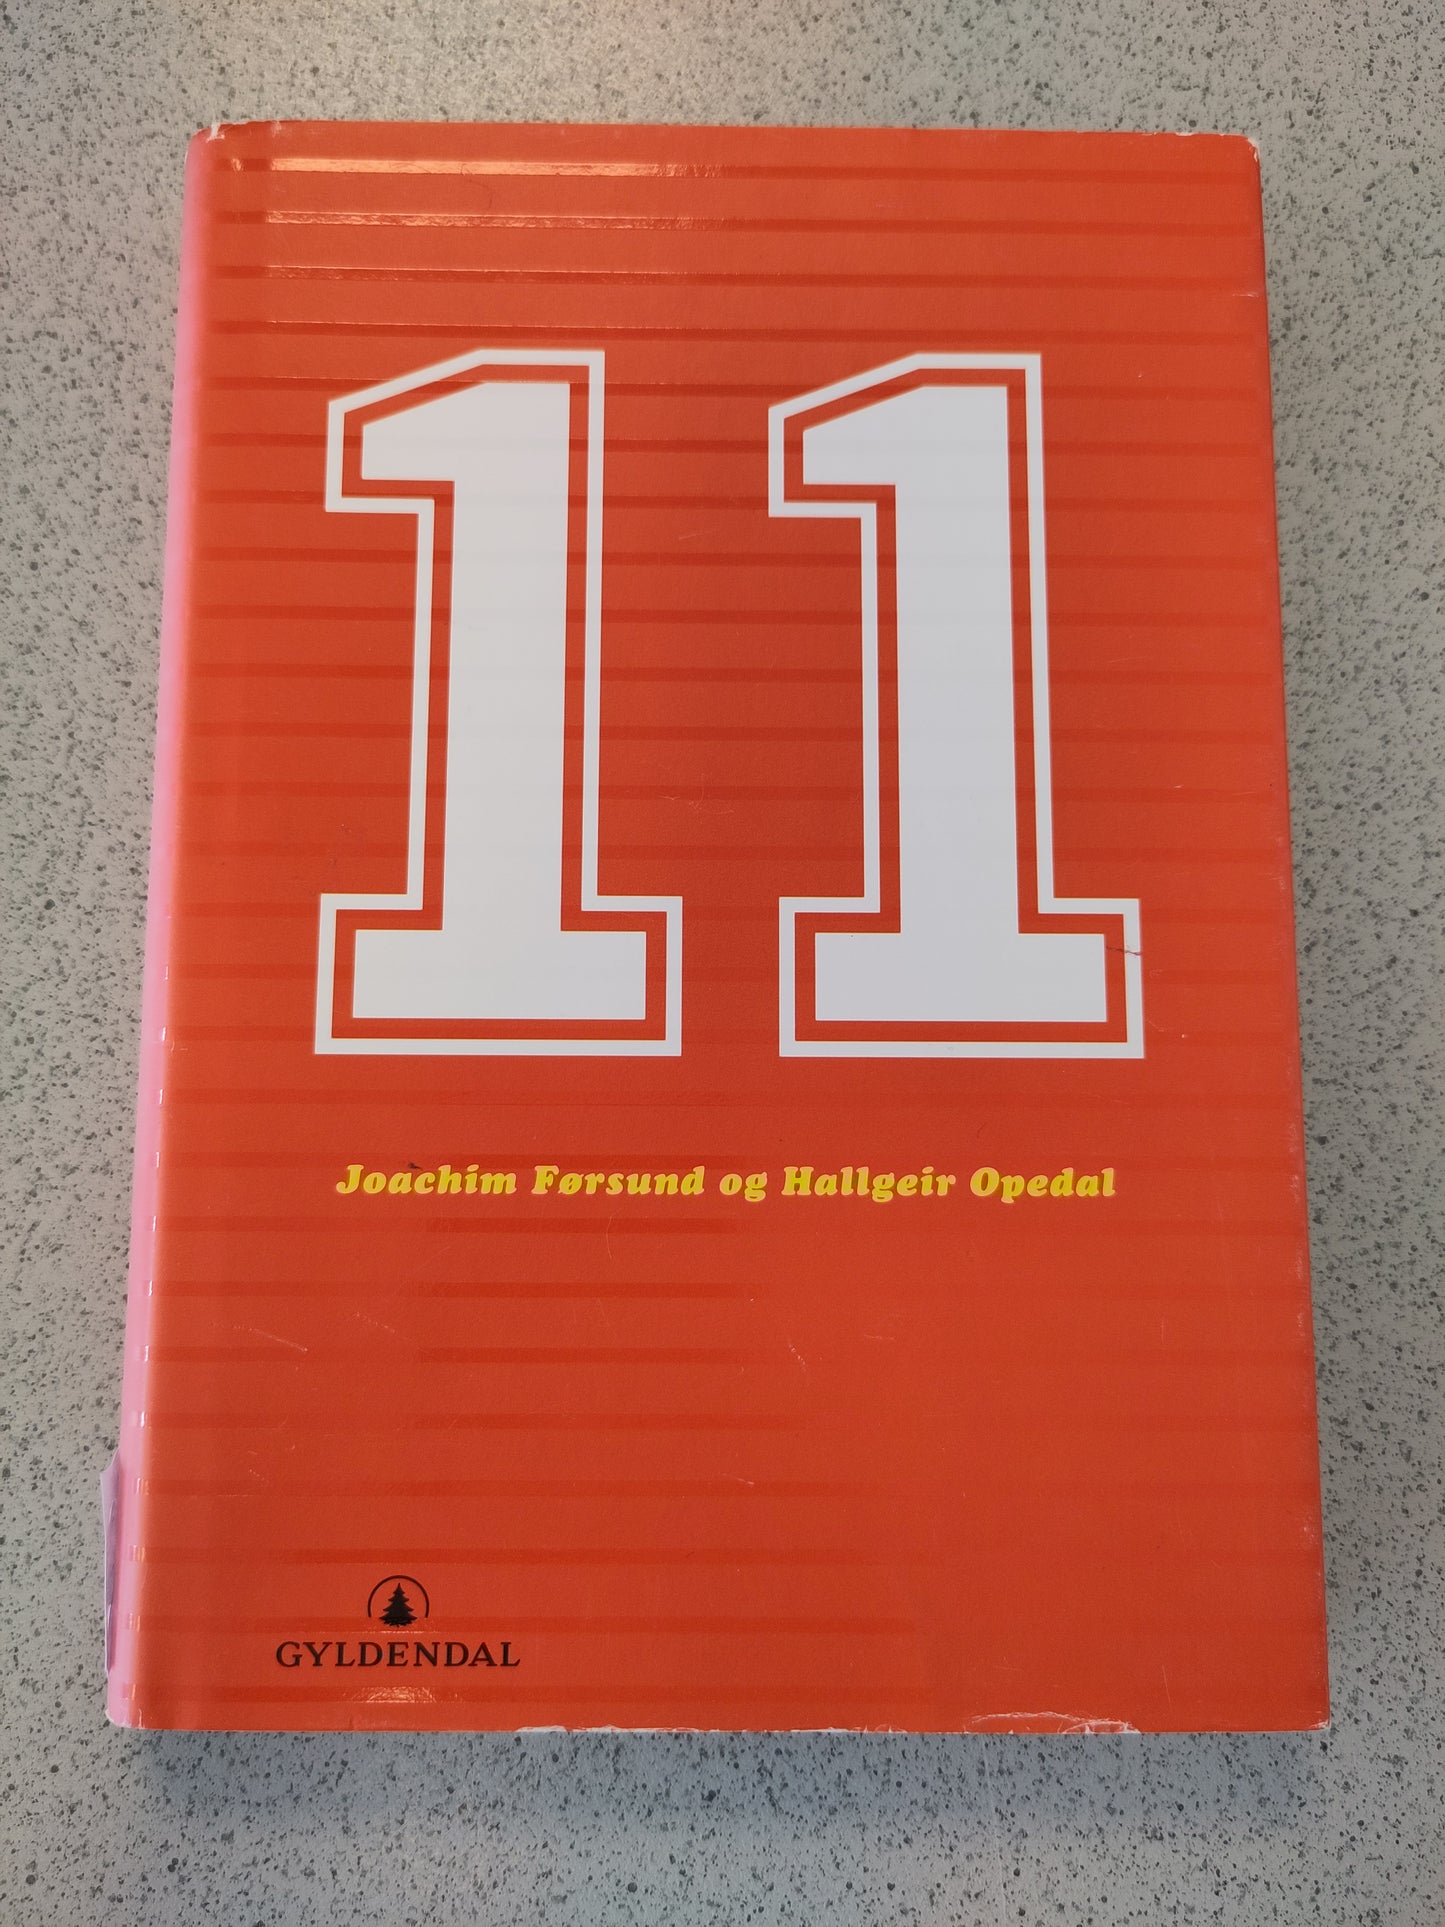 11
Joachim Førsund og Hallgeir Opedal
GYLDENDAL